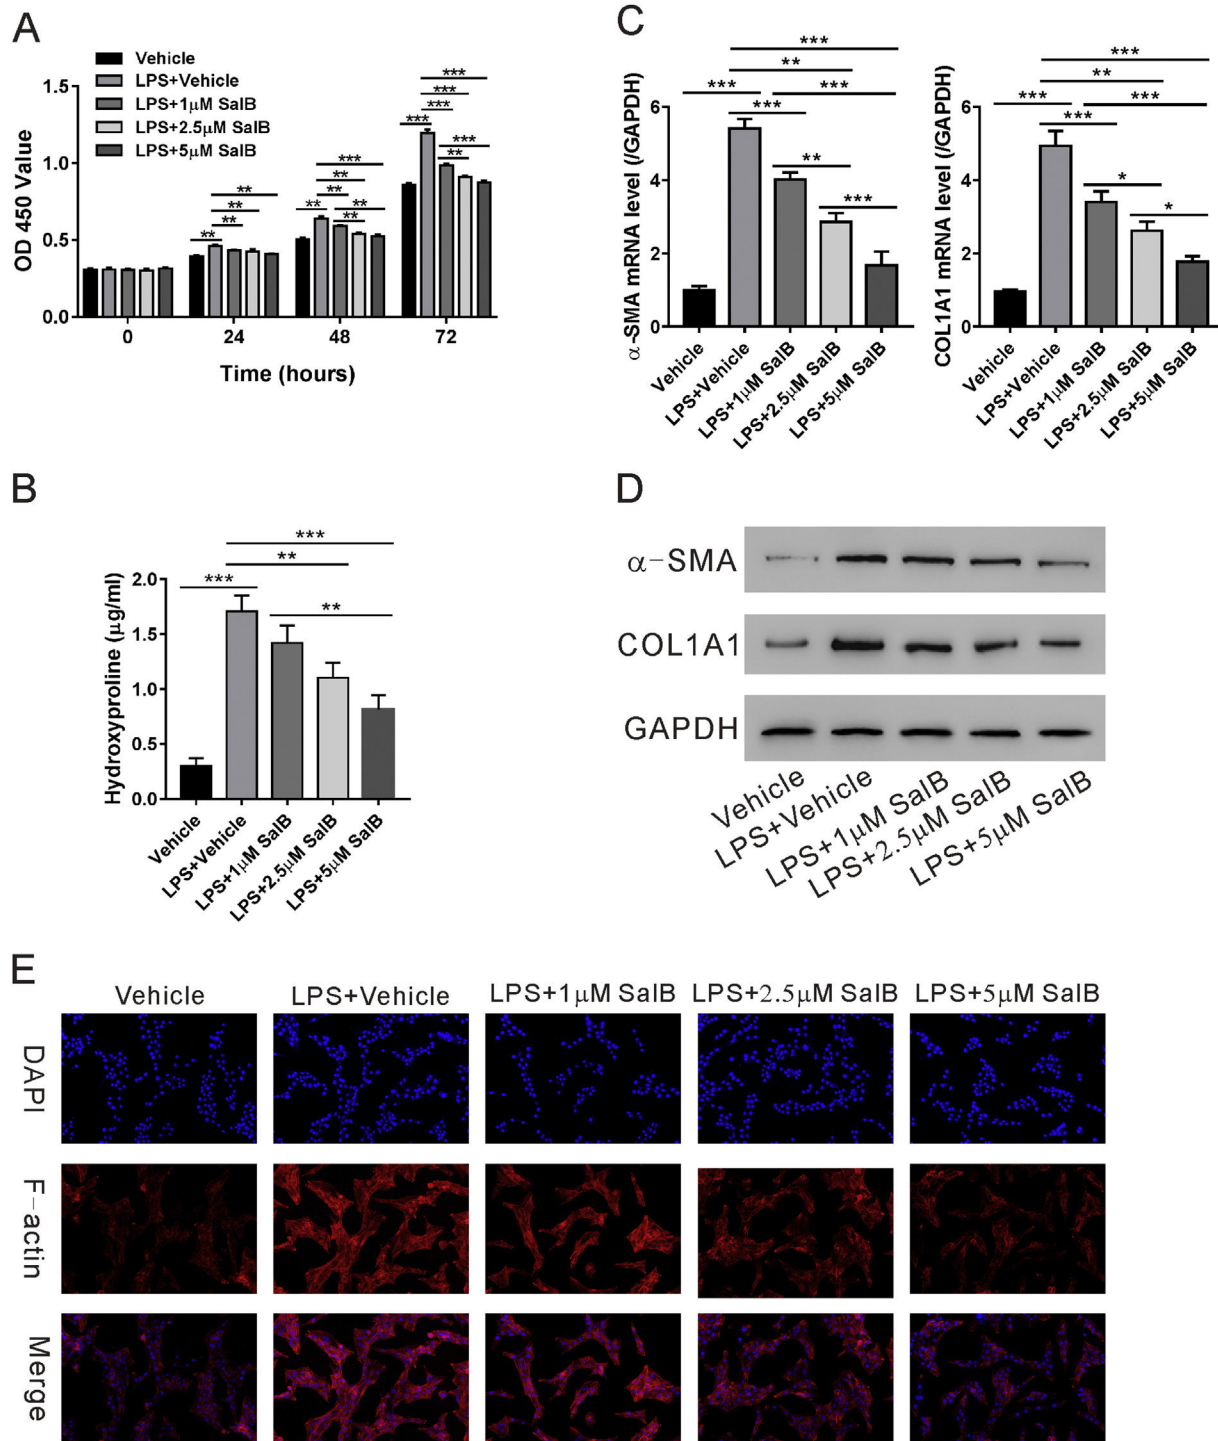 A
Vehicle
LPS+Vehicle
LPS+1μM SalB
LPS+2.5μM SalB
LPS+5μM SalB
OD 450 Value
1.5
1.0
0.5
0.0
*** 
***
***
***
***
**
***
**
**
**
**
**
**
**
**
**
0
24
48
72
Time (hours)
B
Hydroxyproline (μg/ml)
2.0
1.5
1.0
0.5
0.0
***
**
***
**
Vehicle
LPS+Vehicle
LPS+1μM SalB
LPS+2.5μM SalB
LPS+5μM SalB
C
α-SMA mRNA level (/GAPDH)
6
4
2
0
***
**
***
***
***
**
***
Vehicle
LPS+Vehicle
LPS+1μM SalB
LPS+2.5μM SalB
LPS+5μM SalB
COL1A1 mRNA level (/GAPDH)
6
4
2
0
***
**
***
***
***
*
*
Vehicle
LPS+Vehicle
LPS+1μM SalB
LPS+2.5μM SalB
LPS+5μM SalB
D
α-SMA
COL1A1
GAPDH
Vehicle
LPS+Vehicle
LPS+1μM SalB
LPS+2.5μM SalB
LPS+5μM SalB
E
Vehicle
LPS+Vehicle
LPS+1μM SalB
LPS+2.5μM SalB
LPS+5μM SalB
DAPI
F-actin
Merge